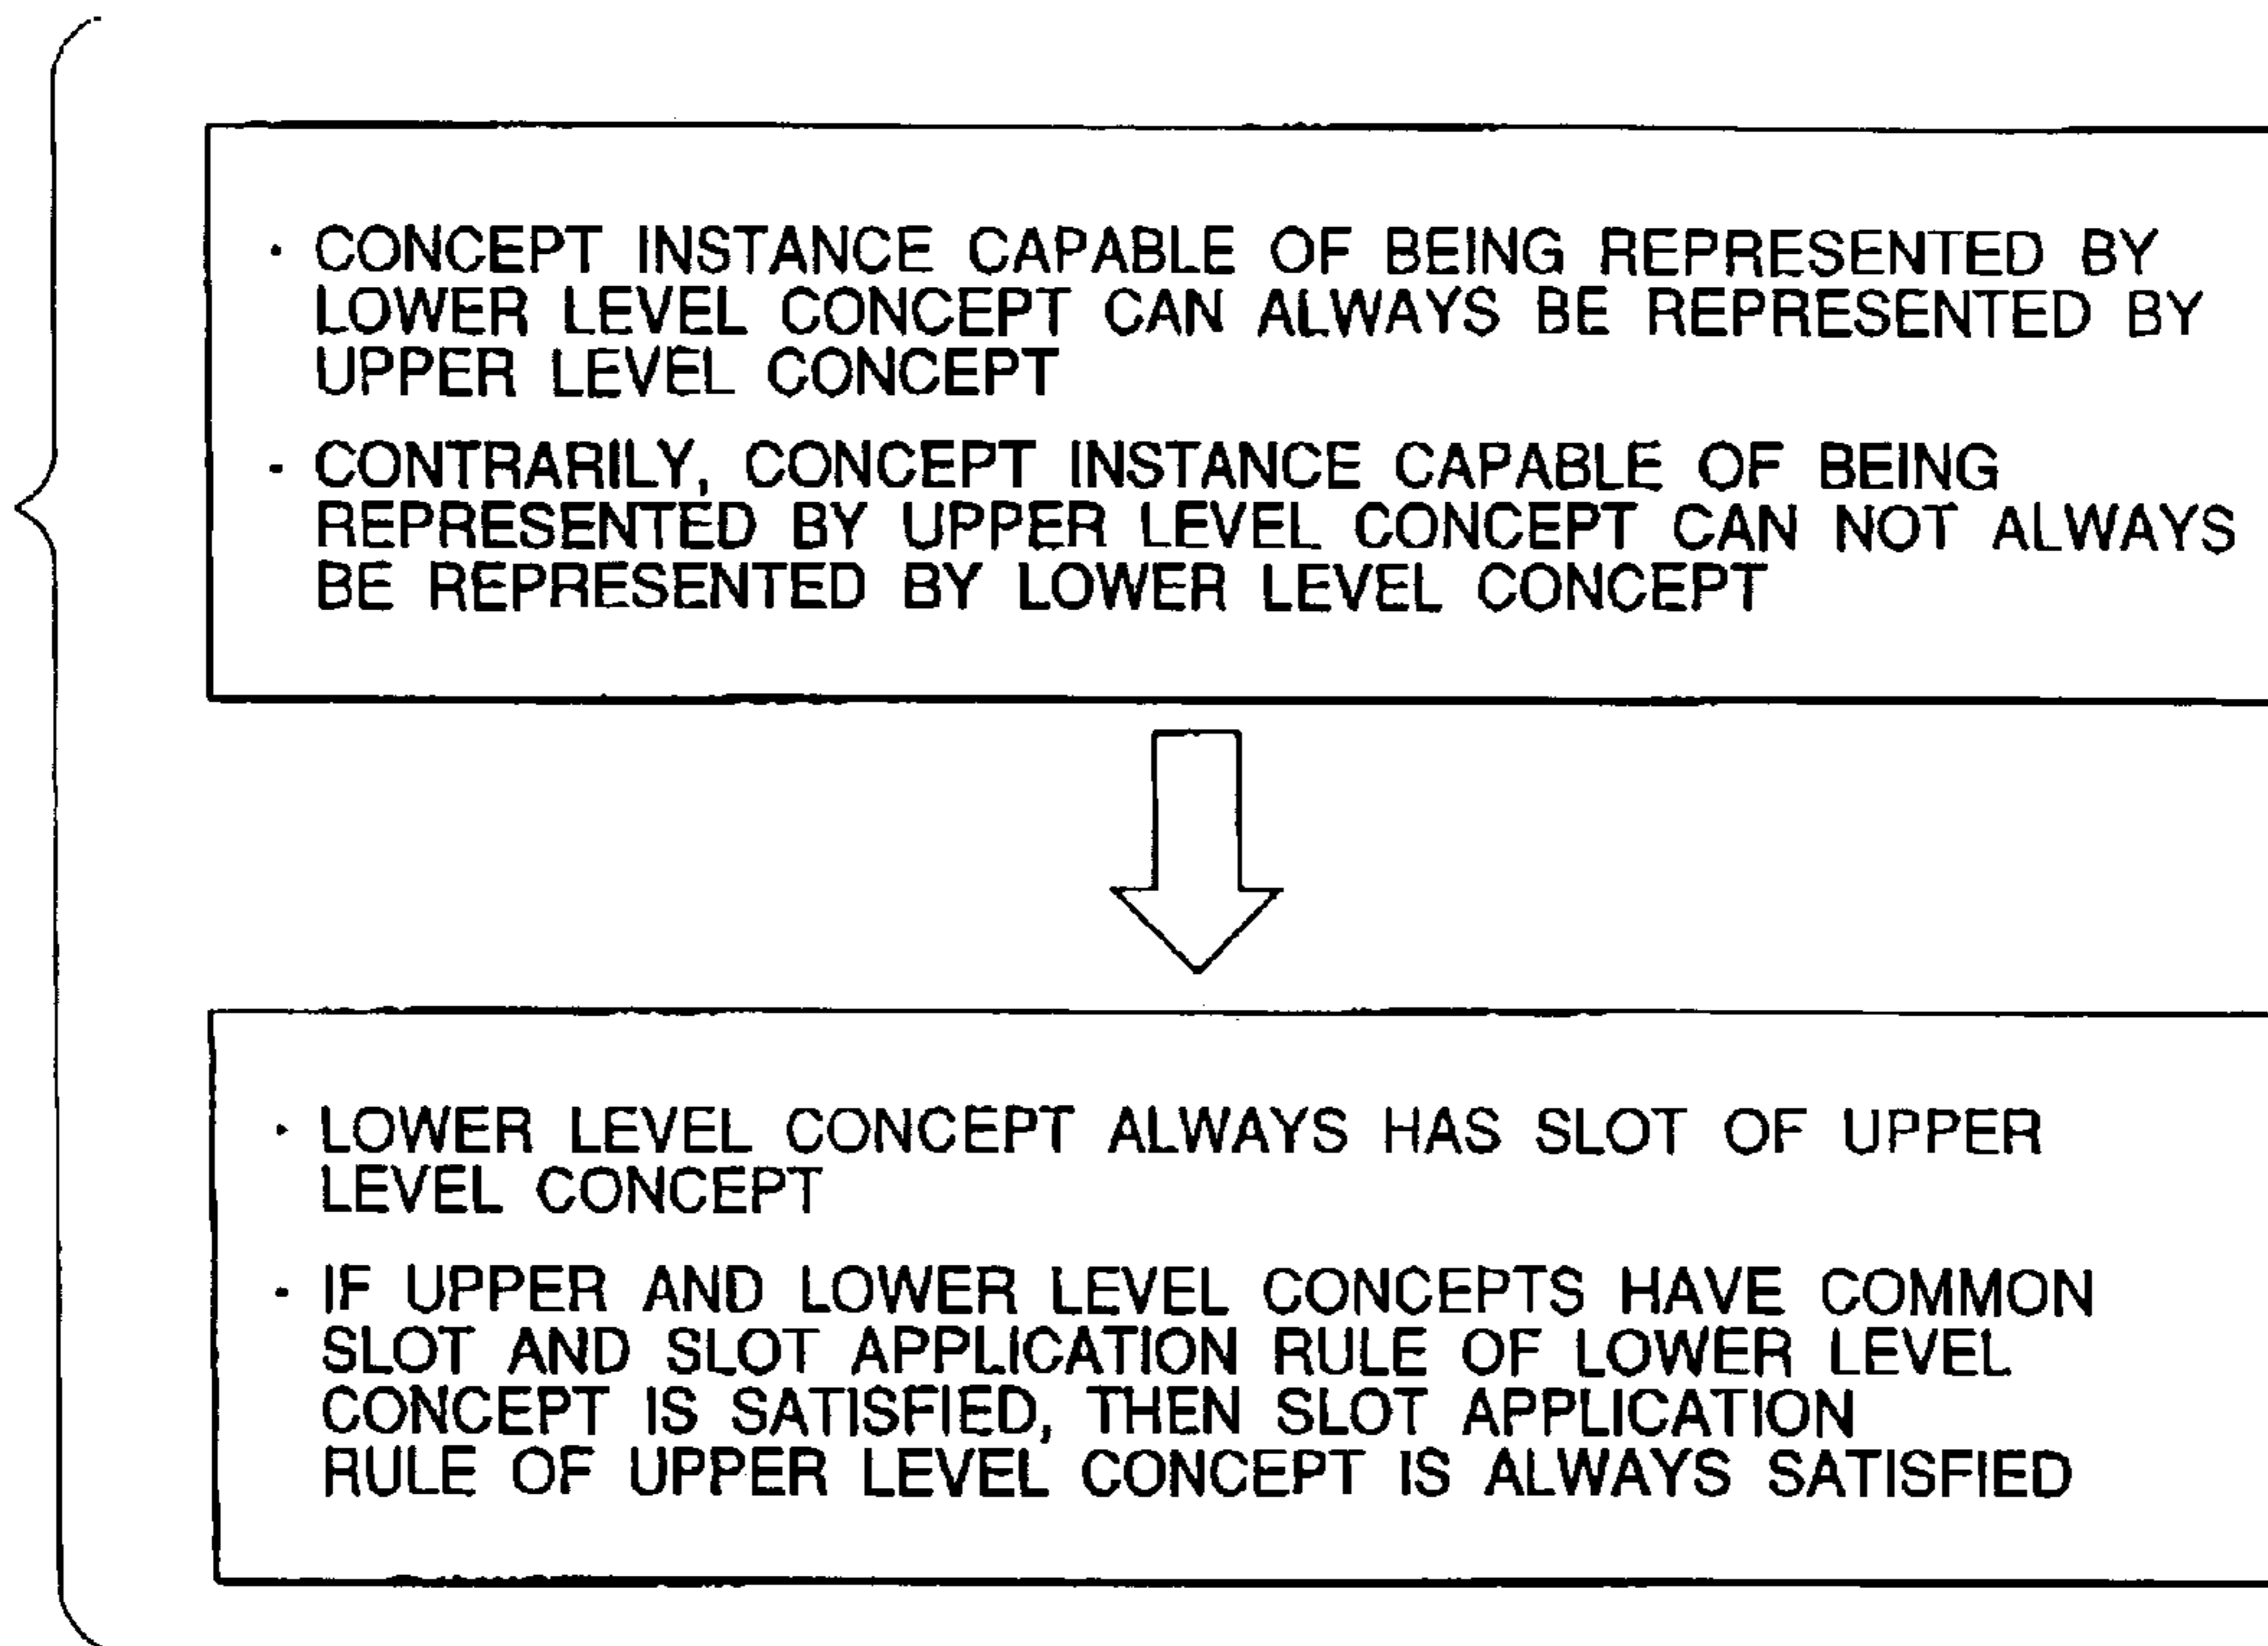 · CONCEPT INSTANCE CAPABLE OF BEING REPRESENTED BY
LOWER LEVEL CONCEPT CAN ALWAYS BE REPRESENTED BY
UPPER LEVEL CONCEPT
· CONTRARILY, CONCEPT INSTANCE CAPABLE OF BEING
REPRESENTED BY UPPER LEVEL CONCEPT CAN NOT ALWAYS
BE REPRESENTED BY LOWER LEVEL CONCEPT
· LOWER LEVEL CONCEPT ALWAYS HAS SLOT OF UPPER
LEVEL CONCEPT
· IF UPPER AND LOWER LEVEL CONCEPTS HAVE COMMON
SLOT AND SLOT APPLICATION RULE OF LOWER LEVEL
CONCEPT IS SATISFIED, THEN SLOT APPLICATION
RULE OF UPPER LEVEL CONCEPT IS ALWAYS SATISFIED